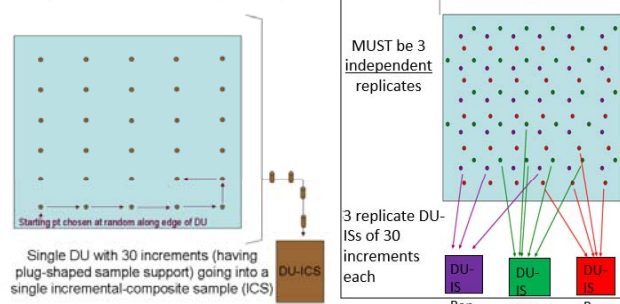 Starting pt chosen at random along edge of DU
Single DU with 30 increments (having
plug-shaped sample support) going into a
single incremental-composite sample (ICS)
DU-ICS
MUST be 3
independent
replicates
3 replicate DU-
ISs of 30
increments
each
DU-
IS
DU-
IS
DU-
IS